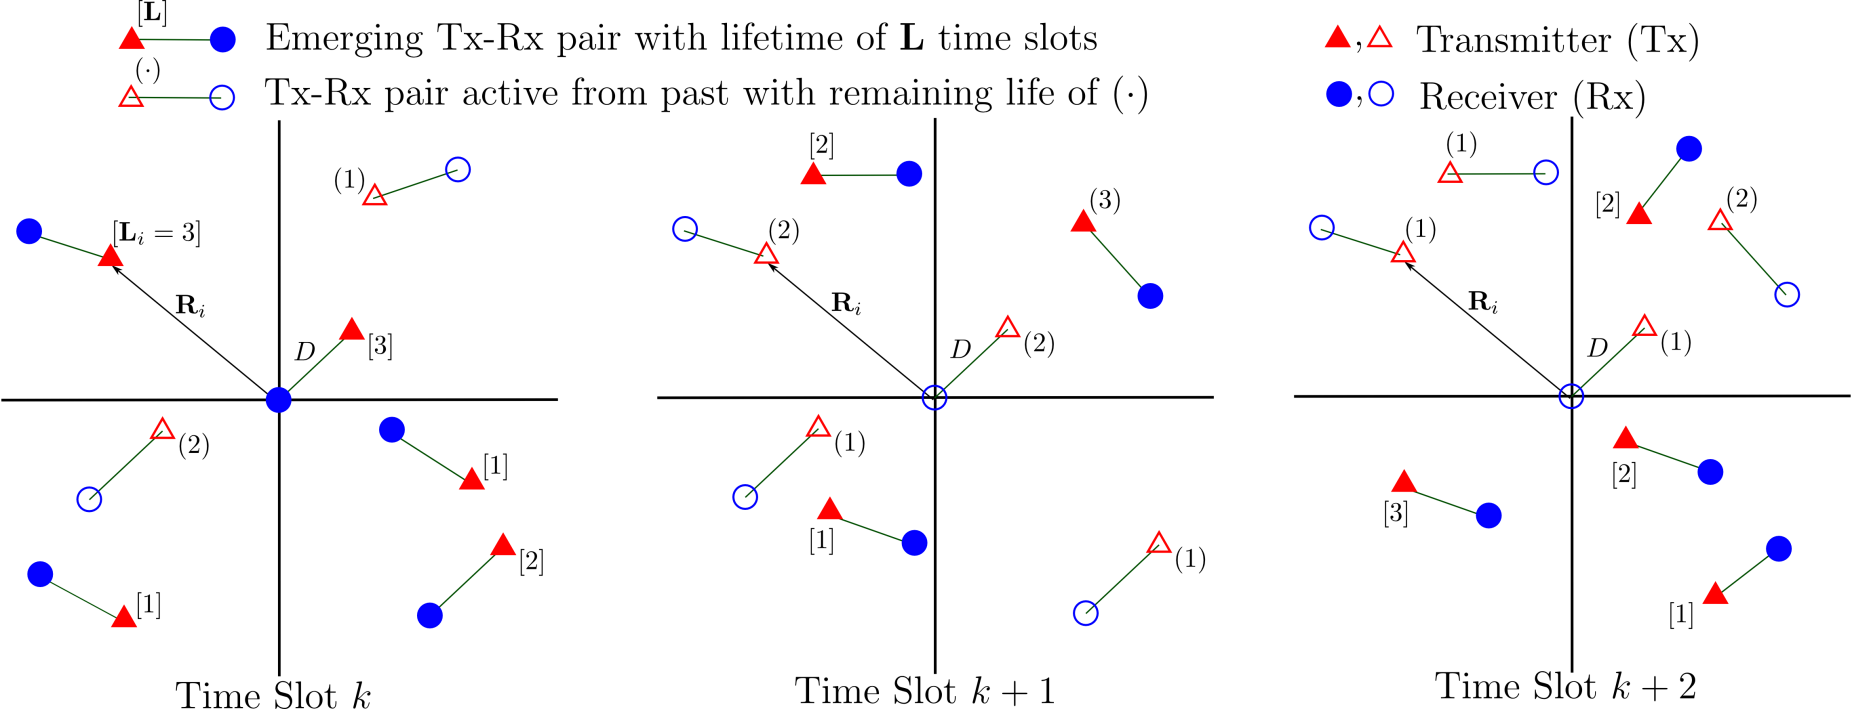 [L]
Emerging Tx-Rx pair with lifetime of L time slots
(·)
Tx-Rx pair active from past with remaining life of (·)
, Transmitter (Tx)
, Receiver (Rx)
(1)
[Lᵢ = 3]
Rᵢ
D
[3]
(2)
[1]
[2]
[1]
Time Slot k
[2]
(3)
(2)
Rᵢ
D
(2)
(1)
[1]
(1)
Time Slot k + 1
(1)
[2]
(2)
(1)
Rᵢ
D
(1)
[2]
[3]
[1]
Time Slot k + 2